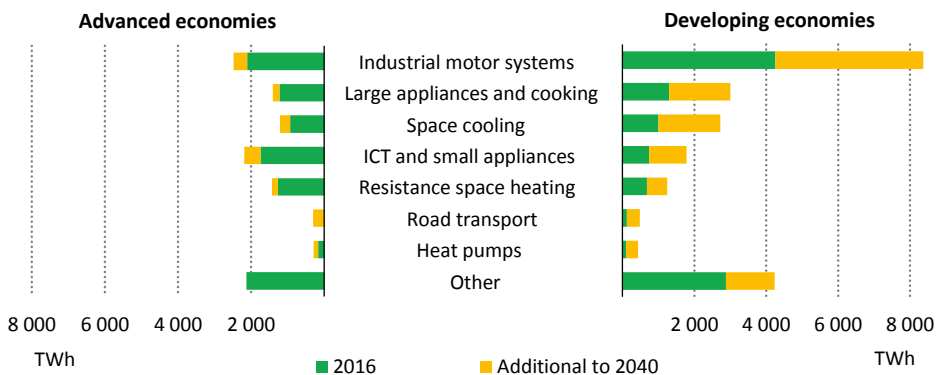 Advanced economies
Developing economies
Industrial motor systems
Large appliances and cooking
Space cooling
ICT and small appliances
Resistance space heating
Road transport
Heat pumps
Other
8 000 6 000 4 000 2 000
2 000 4 000 6 000 8 000
TWh
TWh
2016
Additional to 2040